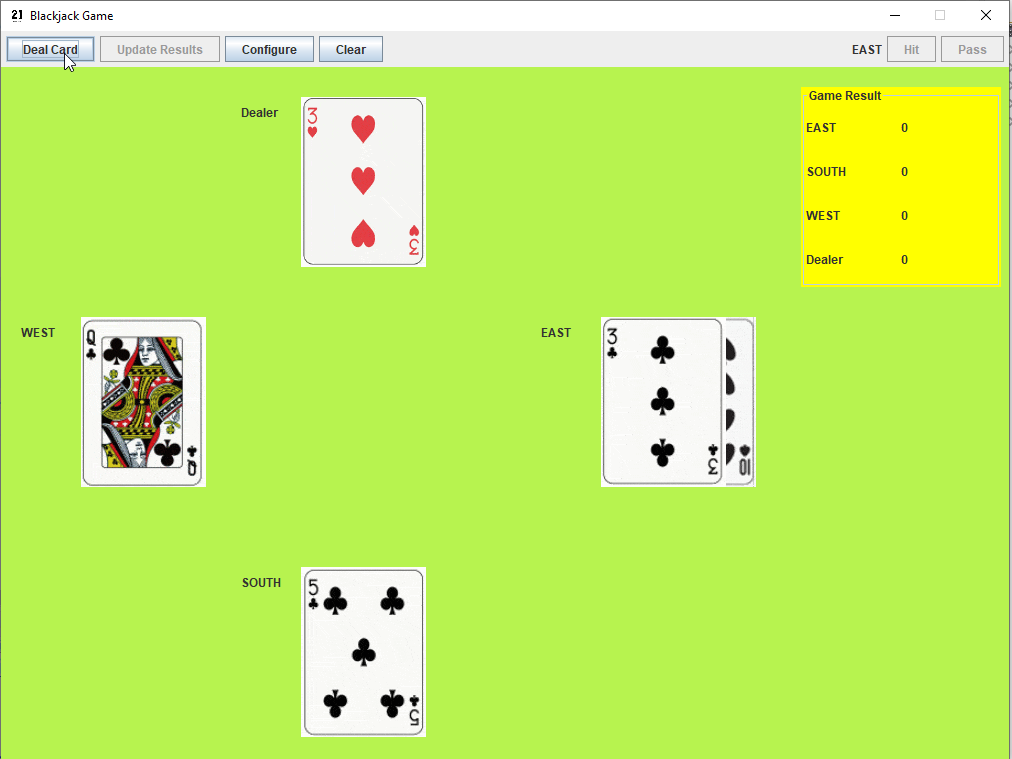 21 Blackjack Game
Deal Card Update Results Configure Clear EAST Hit Pass
Game Result
EAST 0
SOUTH 0
WEST 0
Dealer 0
Dealer
3
3
WEST
Q
Q
EAST
3
3
10
SOUTH
5
5